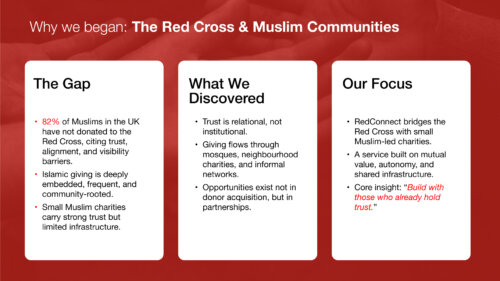 Why we began: The Red Cross & Muslim Communities
The Gap
• 82% of Muslims in the UK
have not donated to the
Red Cross, citing trust,
alignment, and visibility
barriers.
• Islamic giving is deeply
embedded, frequent, and
community-rooted.
• Small Muslim charities
carry strong trust but
limited infrastructure.
What We
Discovered
• Trust is relational, not
institutional.
• Giving flows through
mosques, neighbourhood
charities, and informal
networks.
• Opportunities exist not in
donor acquisition, but in
partnerships.
Our Focus
• RedConnect bridges the
Red Cross with small
Muslim-led charities.
• A service built on mutual
value, autonomy, and
shared infrastructure.
• Core insight: “Build with
those who already hold
trust.”